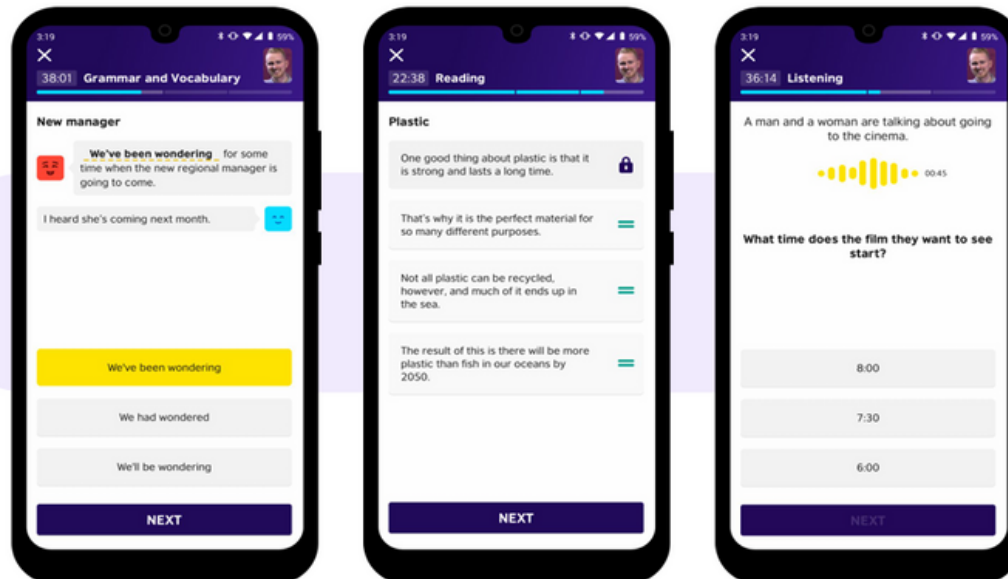 3:19
59%
38:01 Grammar and Vocabulary
New manager
We've been wondering for some
time when the new regional manager is
going to come.
I heard she's coming next month.
We've been wondering
We had wondered
We'll be wondering
NEXT
3:19
59%
22:38 Reading
Plastic
One good thing about plastic is that it
is strong and lasts a long time.
That's why it is the perfect material for
so many different purposes.
Not all plastic can be recycled,
however, and much of it ends up in
the sea.
The result of this is there will be more
plastic than fish in our oceans by
2050.
NEXT
3:19
59%
36:14 Listening
A man and a woman are talking about going
to the cinema.
00:45
What time does the film they want to see
start?
8:00
7:30
6:00
NEXT